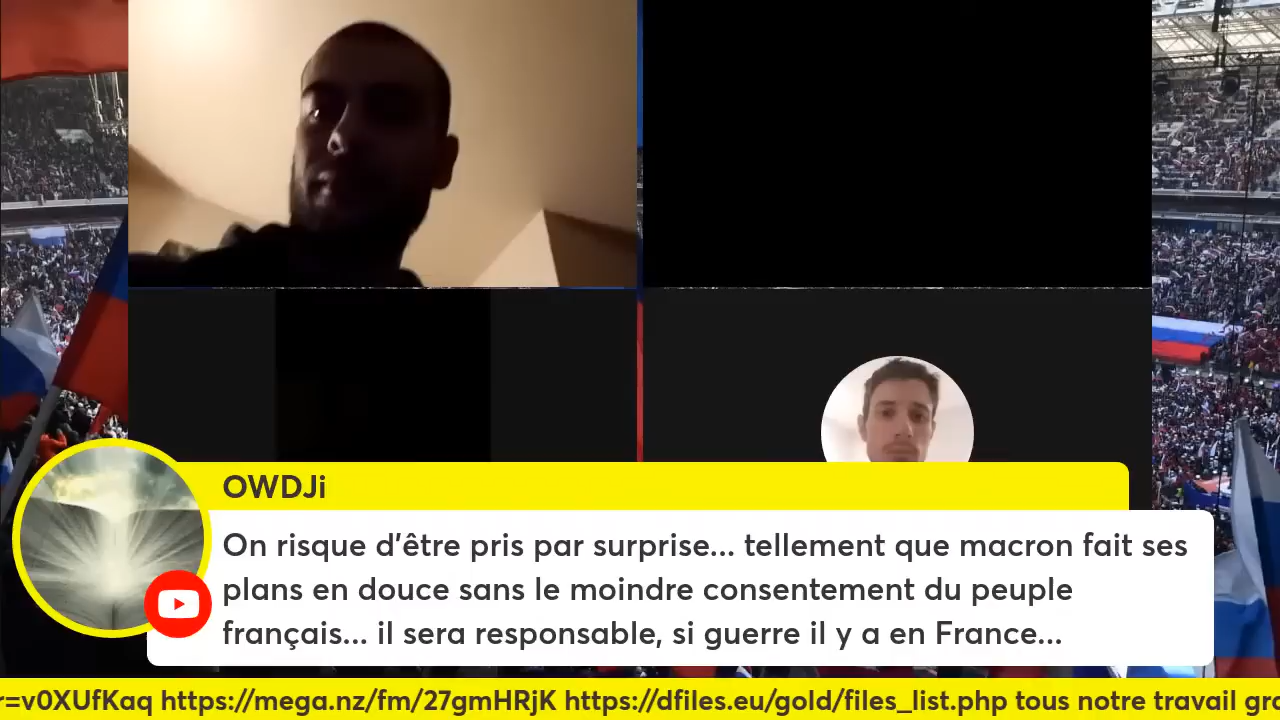 OWDJi
On risque d'être pris par surprise... tellement que macron fait ses
plans en douce sans le moindre consentement du peuple
français... il sera responsable, si guerre il y a en France...
r=v0XUfKaq https://mega.nz/fm/27gmHRjK https://dfiles.eu/gold/files_list.php tous notre travail gra